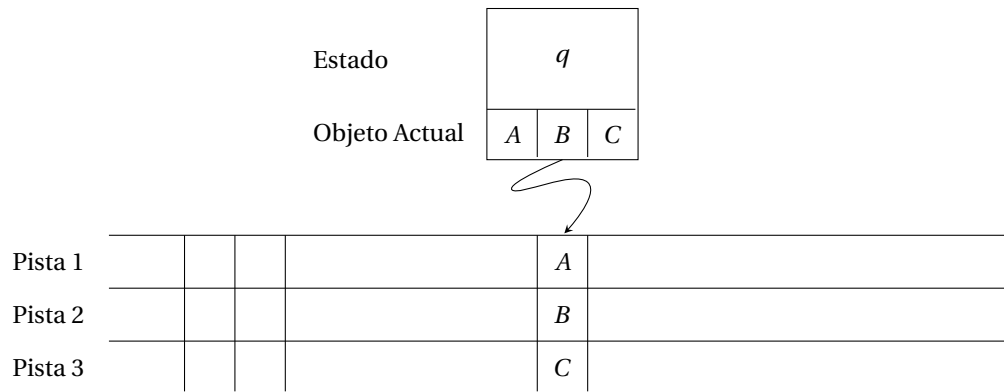 Estado q
Objeto Actual A B C
Pista 1 A
Pista 2 B
Pista 3 C